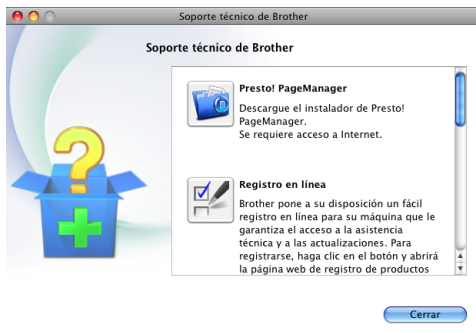 Soporte técnico de Brother
Soporte técnico de Brother
Presto! PageManager
Descargue el instalador de Presto!
PageManager.
Se requiere acceso a Internet.
Registro en línea
Brother pone a su disposición un fácil
registro en línea para su máquina que le
garantiza el acceso a la asistencia
técnica y a las actualizaciones. Para
registrarse, haga clic en el botón y abrirá
la página web de registro de productos
Cerrar